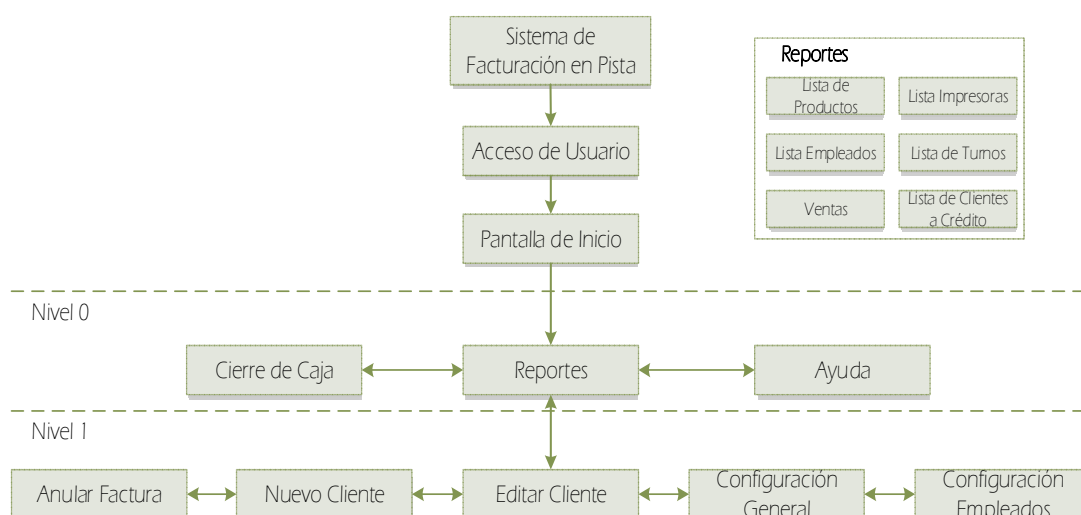 Sistema de
Facturación en Pista
Reportes
Lista de
Productos
Lista Impresoras
Acceso de Usuario
Lista Empleados
Lista de Turnos
Ventas
Lista de Clientes
a Crédito
Pantalla de Inicio
Nivel 0
Cierre de Caja
Reportes
Ayuda
Nivel 1
Anular Factura
Nuevo Cliente
Editar Cliente
Configuración
General
Configuración
Empleados